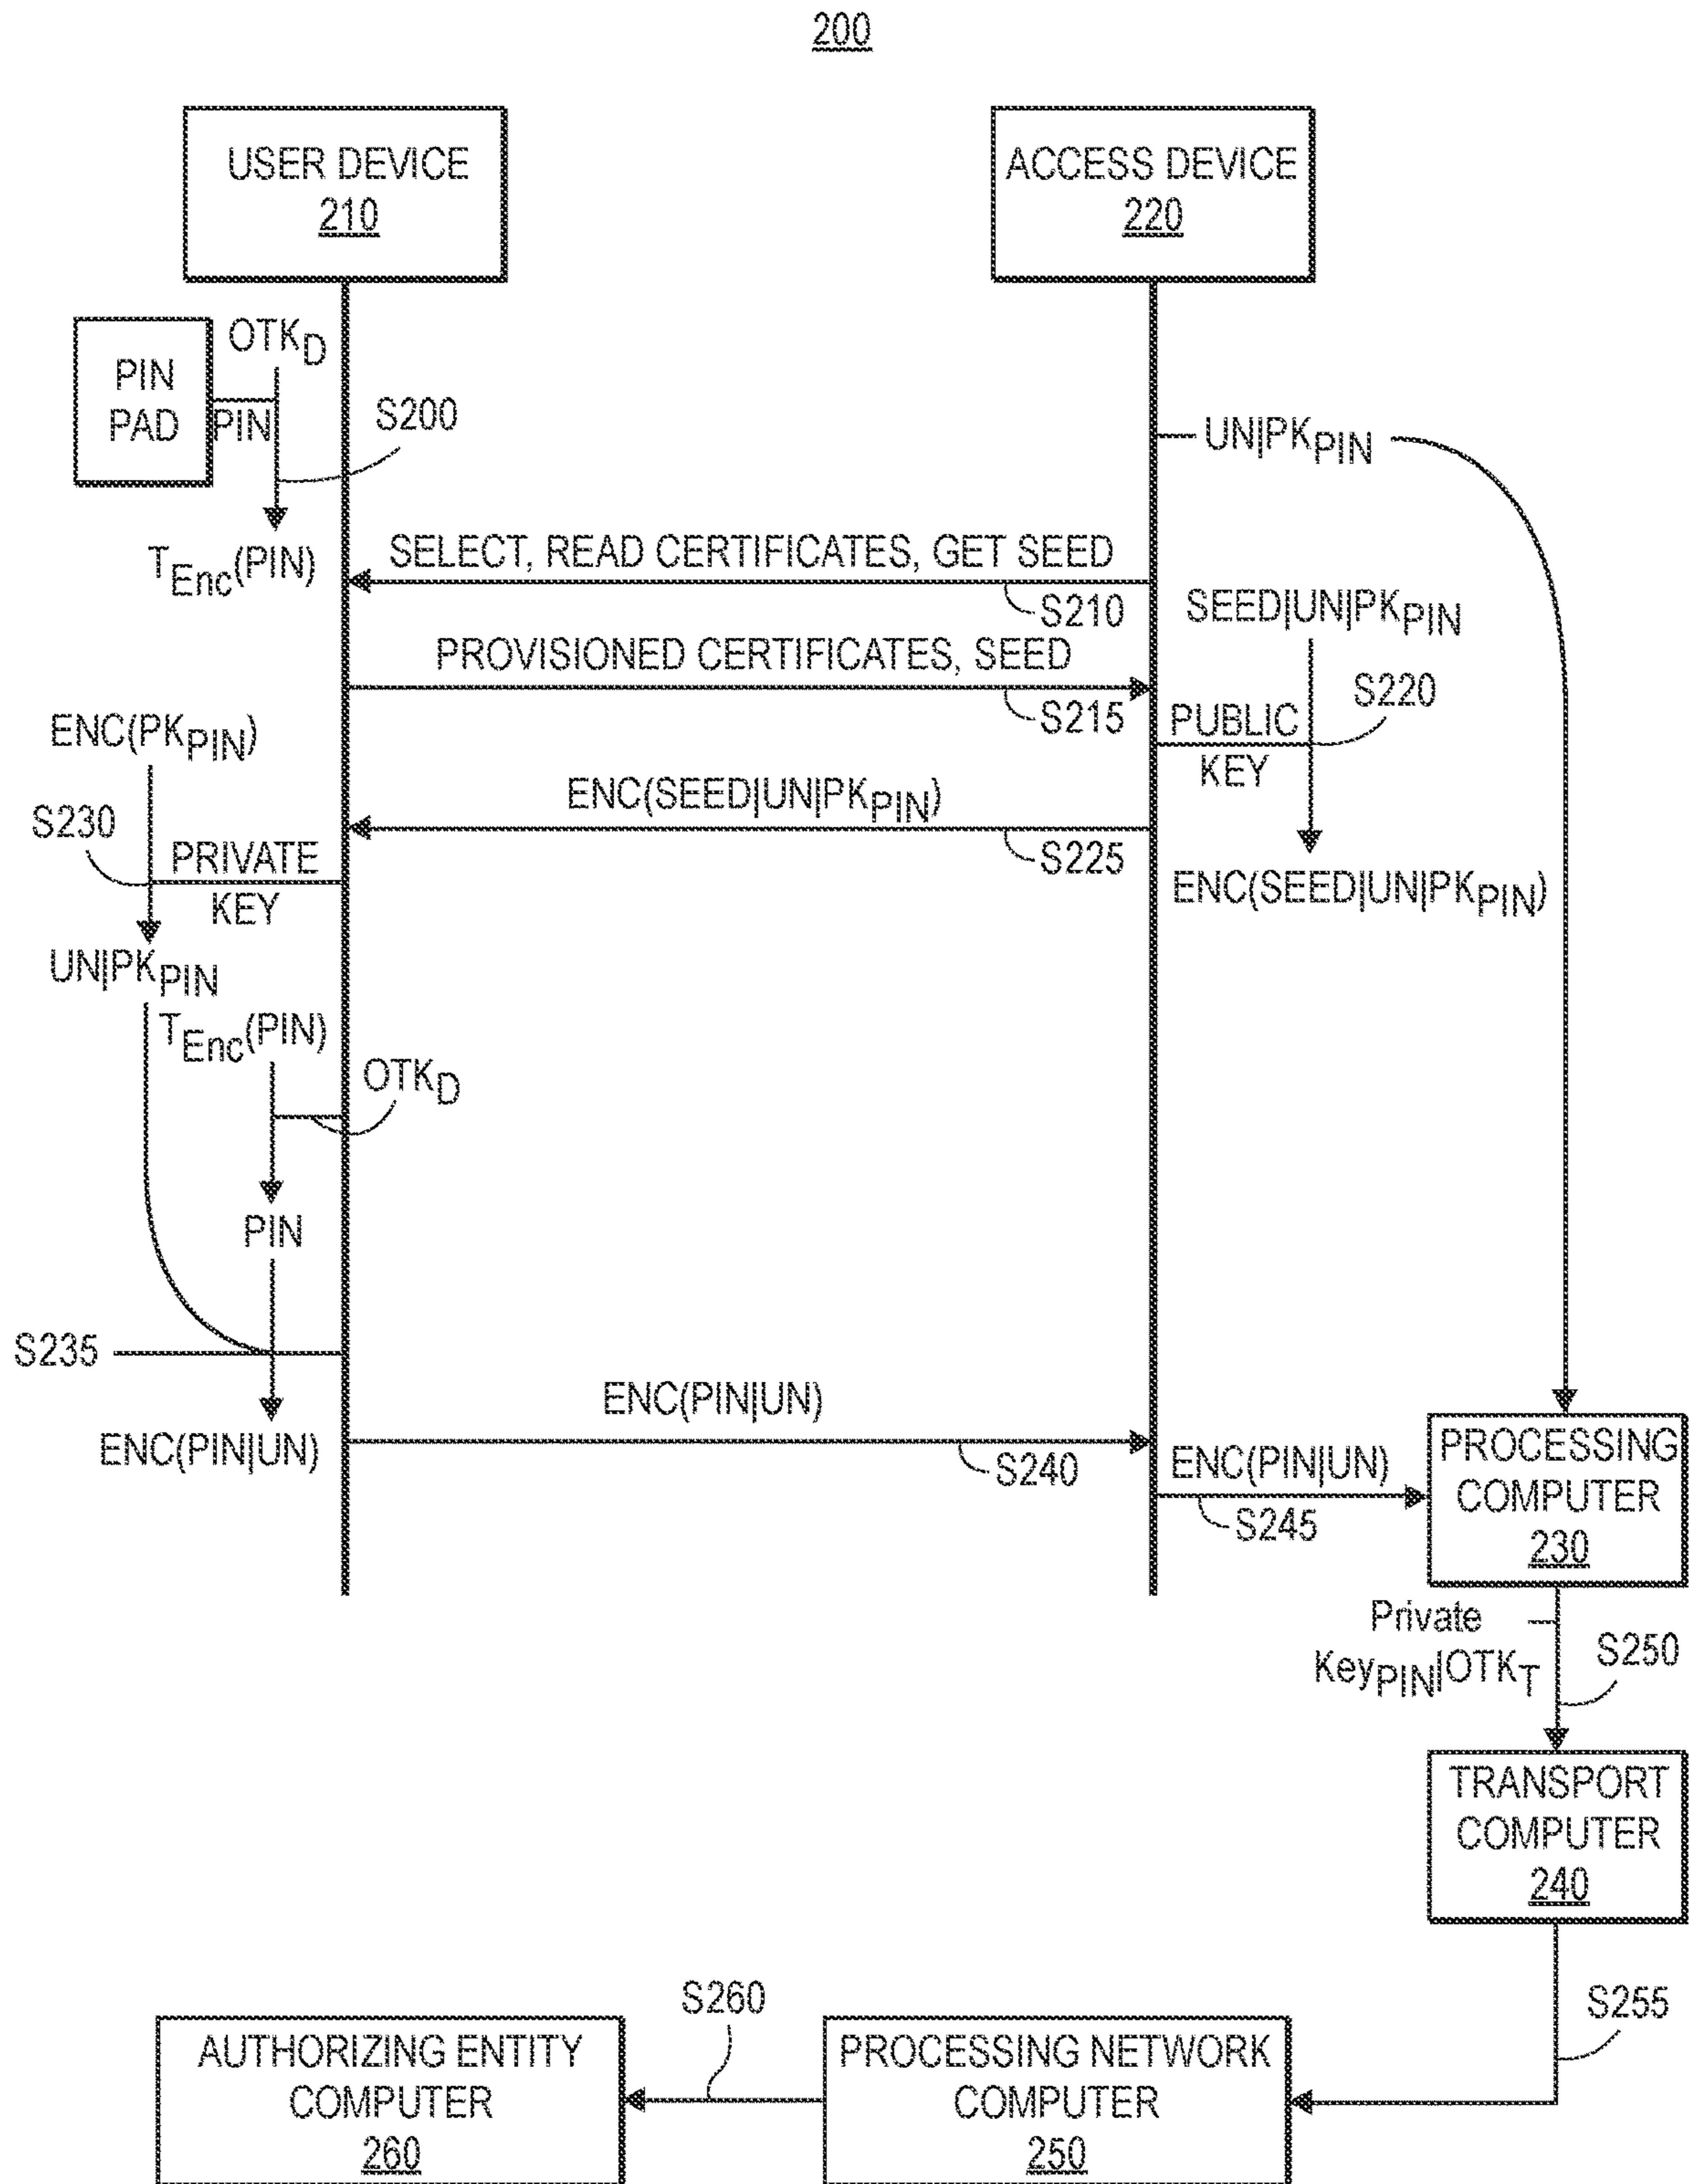 200
USER DEVICE
210
ACCESS DEVICE
220
PIN
PAD
OTKD
PIN
S200
TEnc(PIN)
UN|PKPIN
SELECT, READ CERTIFICATES, GET SEED
S210
SEED|UN|PKPIN
PROVISIONED CERTIFICATES, SEED
S215
S220
PUBLIC
KEY
ENC(PKPIN)
ENC(SEED|UN|PKPIN)
S225
S230
PRIVATE
KEY
ENC(SEED|UN|PKPIN)
UN|PKPIN
TEnc(PIN)
OTKD
PIN
S235
ENC(PIN|UN)
ENC(PIN|UN)
S240
ENC(PIN|UN)
S245
PROCESSING
COMPUTER
230
Private
KeyPIN|OTKT
S250
TRANSPORT
COMPUTER
240
S255
S260
AUTHORIZING ENTITY
COMPUTER
260
PROCESSING NETWORK
COMPUTER
250